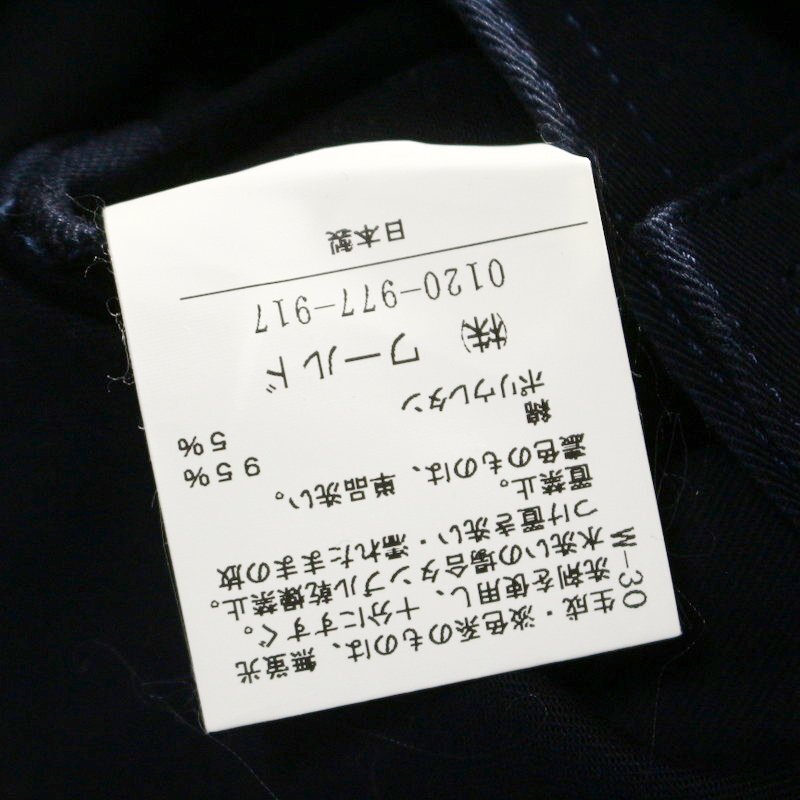 W-30
生成・淡色系のものは、無蛍光
洗剤を使用し、十分にすすぐ。
水洗いの場合タンブル乾燥禁止。
つけ置き洗い・濡れたままの放
置禁止。
濃色のものは、単品洗い。
綿 95%
ポリウレタン 5%
㈱ ワールド
0120-977-917
日本製